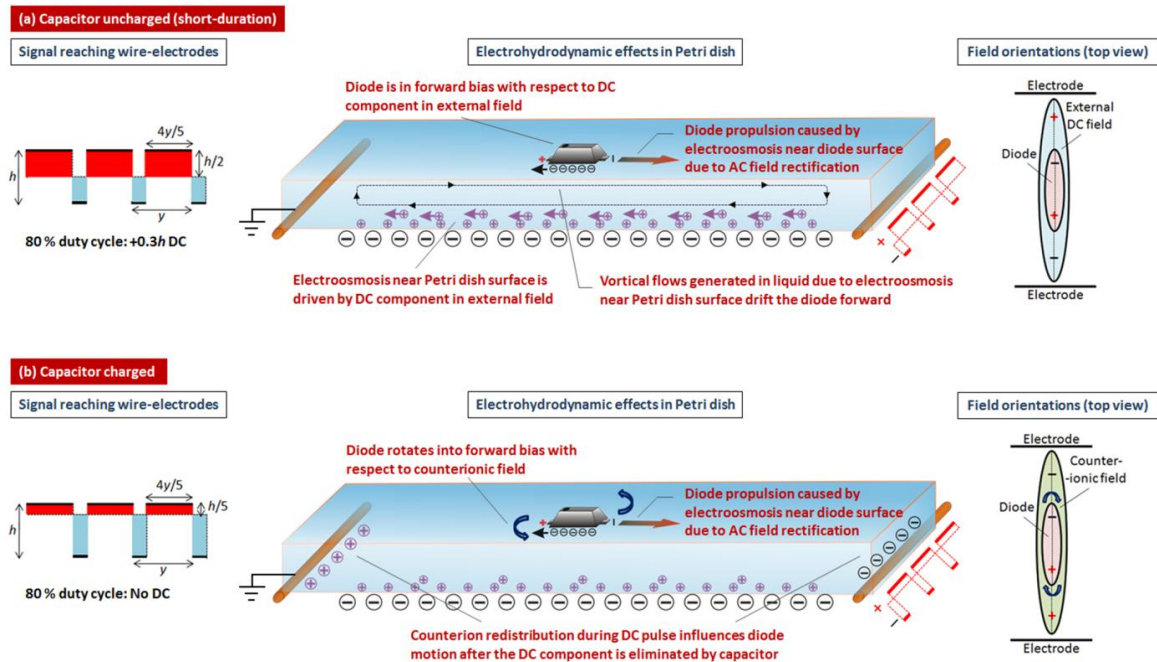 (a) Capacitor uncharged (short-duration)
Signal reaching wire-electrodes
Electrohydrodynamic effects in Petri dish
Field orientations (top view)
Diode is in forward bias with respect to DC
component in external field
Diode propulsion caused by
electroosmosis near diode surface
due to AC field rectification
4y/5
h/2
h
y
80 % duty cycle: +0.3h DC
Electroosmosis near Petri dish surface is
driven by DC component in external field
Vortical flows generated in liquid due to electroosmosis
near Petri dish surface drift the diode forward
Electrode
External
DC field
Diode
Electrode
(b) Capacitor charged
Signal reaching wire-electrodes
Electrohydrodynamic effects in Petri dish
Field orientations (top view)
Diode rotates into forward bias with
respect to counterionic field
Diode propulsion caused by
electroosmosis near diode surface
due to AC field rectification
4y/5
h/5
h
y
80 % duty cycle: No DC
Counterion redistribution during DC pulse influences diode
motion after the DC component is eliminated by capacitor
Electrode
Counter-
-ionic field
Diode
Electrode